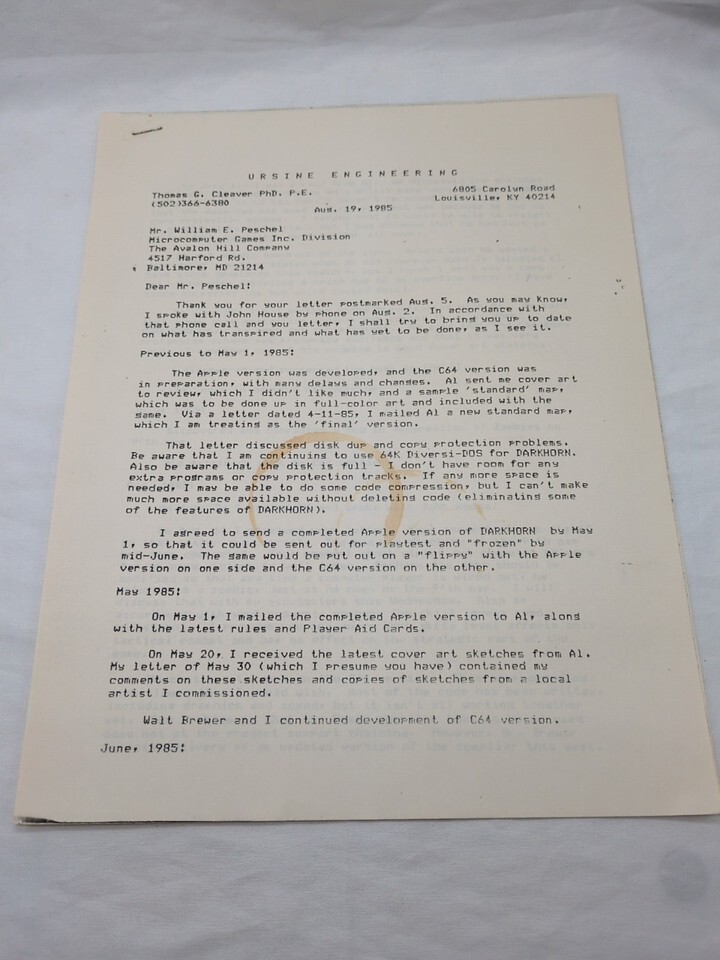 URSINE ENGINEERING
Thomas G. Cleaver PhD. P.E.
6805 Carolyn Road
(502)366-6380
Louisville, KY 40214
Aug. 19, 1985
Mr. William E. Peschel
Microcomputer Games Inc. Division
The Avalon Hill Company
4517 Harford Rd.
Baltimore, MD 21214
Dear Mr. Peschel:
Thank you for your letter postmarked Aug. 5. As you may know,
I spoke with John House by phone on Aug. 2. In accordance with
that phone call and you letter, I shall try to bring you up to date
on what has transpired and what has yet to be done, as I see it.
Previous to May 1, 1985:
The Apple version was developed, and the C64 version was
in preparation, with many delays and changes. Al sent me cover art
to review, which I didn't like much, and a sample 'standard' map,
which was to be done up in full-color art and included with the
game. Via a letter dated 4-11-85, I mailed Al a new standard map,
which I am treating as the 'final' version.
That letter discussed disk dup and copy protection problems.
Be aware that I am continuing to use 64K Diversi-DOS for DARKHORN.
Also be aware that the disk is full - I don't have room for any
extra programs or copy protection tracks. If any more space is
needed, I may be able to do some code compression, but I can't make
much more space available without deleting code (eliminating some
of the features of DARKHORN).
I agreed to send a completed Apple version of DARKHORN by May
1, so that it could be sent out for playtest and "frozen" by
mid-June. The game would be put out on a "flippy" with the Apple
version on one side and the C64 version on the other.
May 1985:
On May 1, I mailed the completed Apple version to Al, along
with the latest rules and Player Aid Cards.
On May 20, I received the latest cover art sketches from Al.
My letter of May 30 (which I presume you have) contained my
comments on these sketches and copies of sketches from a local
artist I commissioned.
Walt Brewer and I continued development of C64 version.
June, 1985: